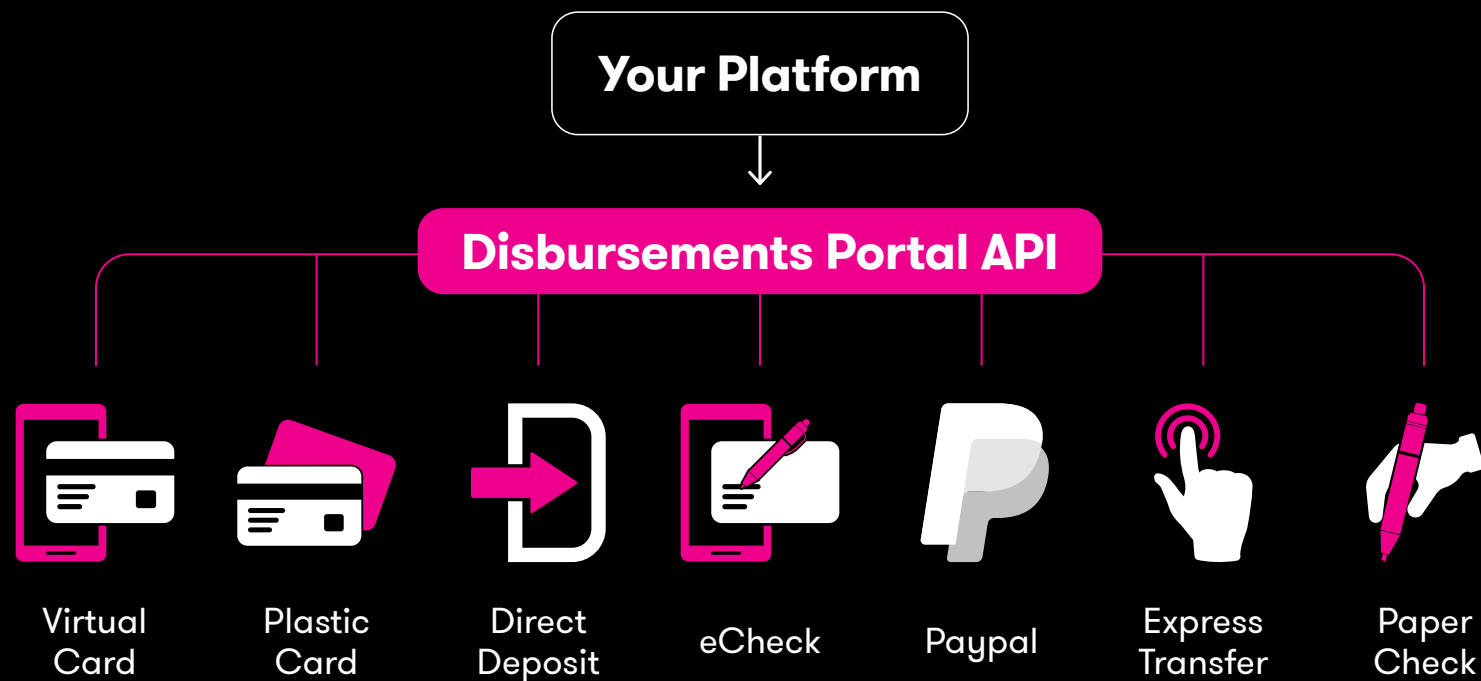 Your Platform
Disbursements Portal API
Virtual
Card
Plastic
Card
Direct
Deposit
eCheck
Paypal
Express
Transfer
Paper
Check